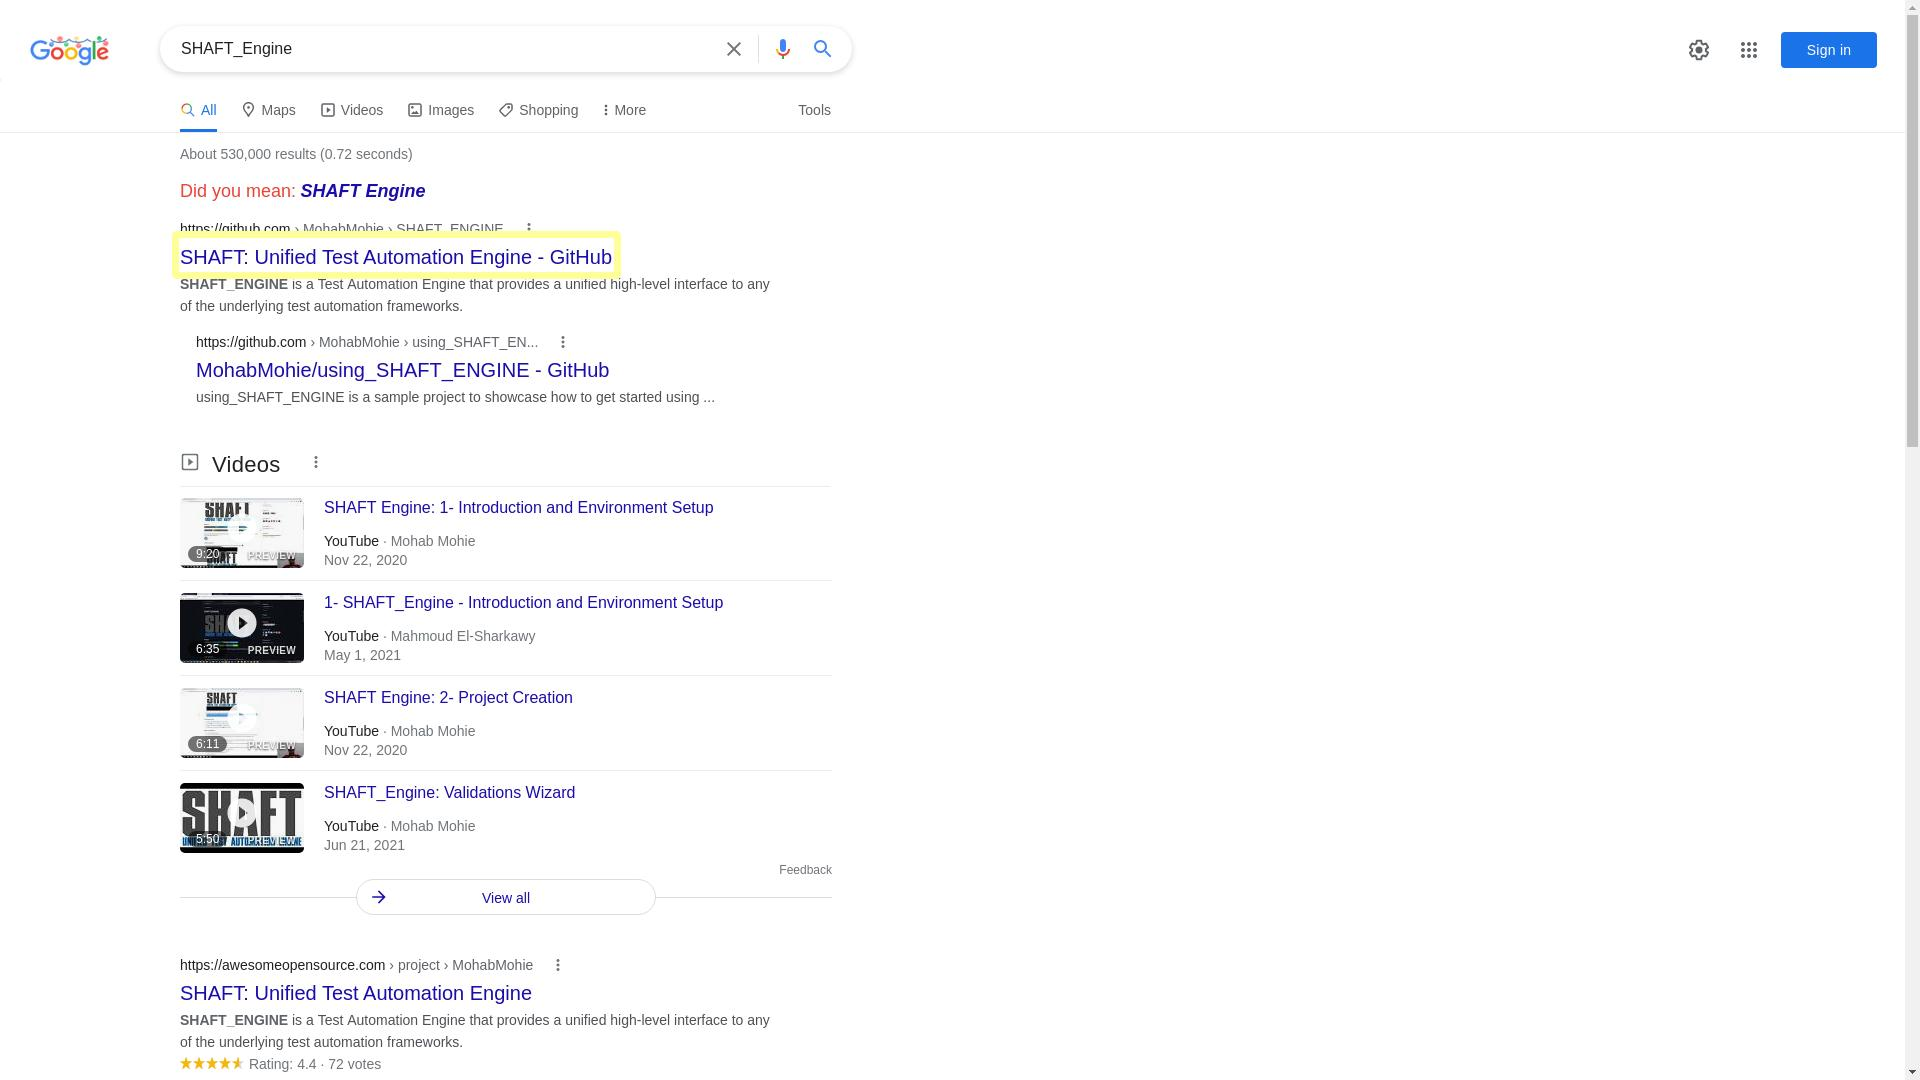 Google
SHAFT_Engine
Sign in
All
Maps
Videos
Images
Shopping
More
Tools
About 530,000 results (0.72 seconds)
Did you mean: SHAFT Engine
https://github.com › MohabMohie › SHAFT_ENGINE
SHAFT: Unified Test Automation Engine - GitHub
SHAFT_ENGINE is a Test Automation Engine that provides a unified high-level interface to any
of the underlying test automation frameworks.
https://github.com › MohabMohie › using_SHAFT_EN...
MohabMohie/using_SHAFT_ENGINE - GitHub
using_SHAFT_ENGINE is a sample project to showcase how to get started using ...
Videos
SHAFT
9:20
PREVIEW
SHAFT Engine: 1- Introduction and Environment Setup
YouTube · Mohab Mohie
Nov 22, 2020
6:35
PREVIEW
1- SHAFT_Engine - Introduction and Environment Setup
YouTube · Mahmoud El-Sharkawy
May 1, 2021
SHAFT
6:11
PREVIEW
SHAFT Engine: 2- Project Creation
YouTube · Mohab Mohie
Nov 22, 2020
SHAFT
5:50
PREVIEW
SHAFT_Engine: Validations Wizard
YouTube · Mohab Mohie
Jun 21, 2021
Feedback
View all
https://awesomeopensource.com › project › MohabMohie
SHAFT: Unified Test Automation Engine
SHAFT_ENGINE is a Test Automation Engine that provides a unified high-level interface to any
of the underlying test automation frameworks.
Rating: 4.4 · 72 votes